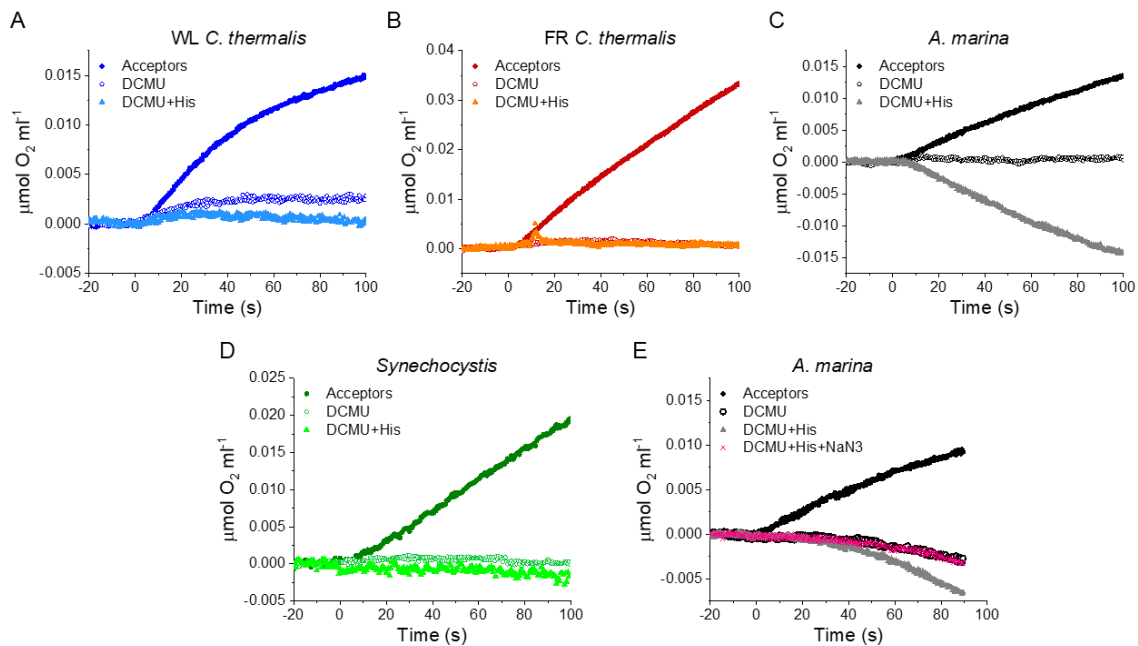 A
WL C. thermalis
Acceptors
DCMU
DCMU+His
0.015
0.010
0.005
0.000
-0.005
μmol O2 ml-1
-20 0 20 40 60 80 100
Time (s)
B
FR C. thermalis
Acceptors
DCMU
DCMU+His
0.04
0.03
0.02
0.01
0.00
μmol O2 ml-1
-20 0 20 40 60 80 100
Time (s)
C
A. marina
Acceptors
DCMU
DCMU+His
0.015
0.010
0.005
0.000
-0.005
-0.010
-0.015
μmol O2 ml-1
-20 0 20 40 60 80 100
Time (s)
D
Synechocystis
Acceptors
DCMU
DCMU+His
0.025
0.020
0.015
0.010
0.005
0.000
-0.005
μmol O2 ml-1
-20 0 20 40 60 80 100
Time (s)
E
A. marina
Acceptors
DCMU
DCMU+His
DCMU+His+NaN3
0.015
0.010
0.005
0.000
-0.005
μmol O2 ml-1
-20 0 20 40 60 80 100
Time (s)